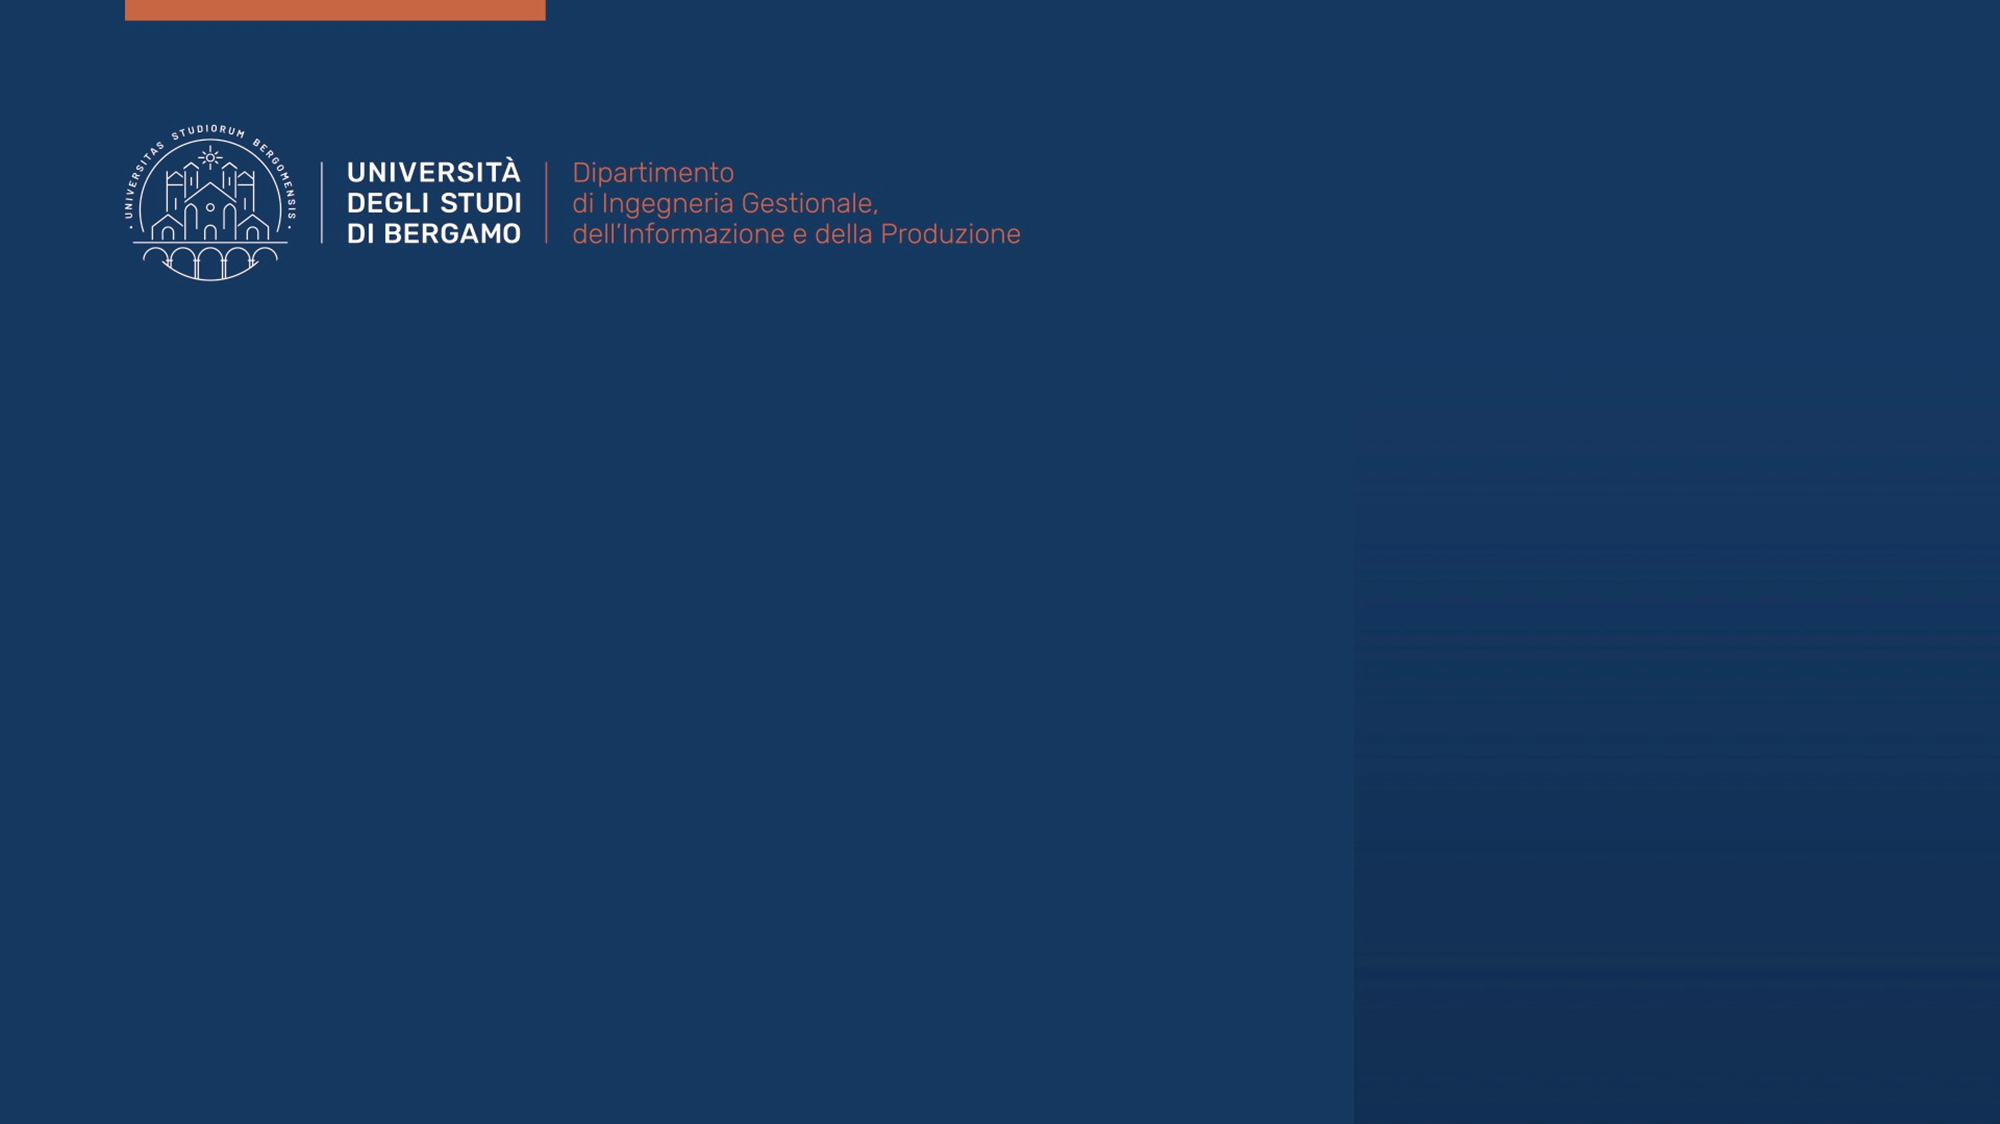 · UNIVERSITAS STUDIORUM BERGOMENSIS ·
UNIVERSITÀ
DEGLI STUDI
DI BERGAMO
Dipartimento
di Ingegneria Gestionale,
dell’Informazione e della Produzione